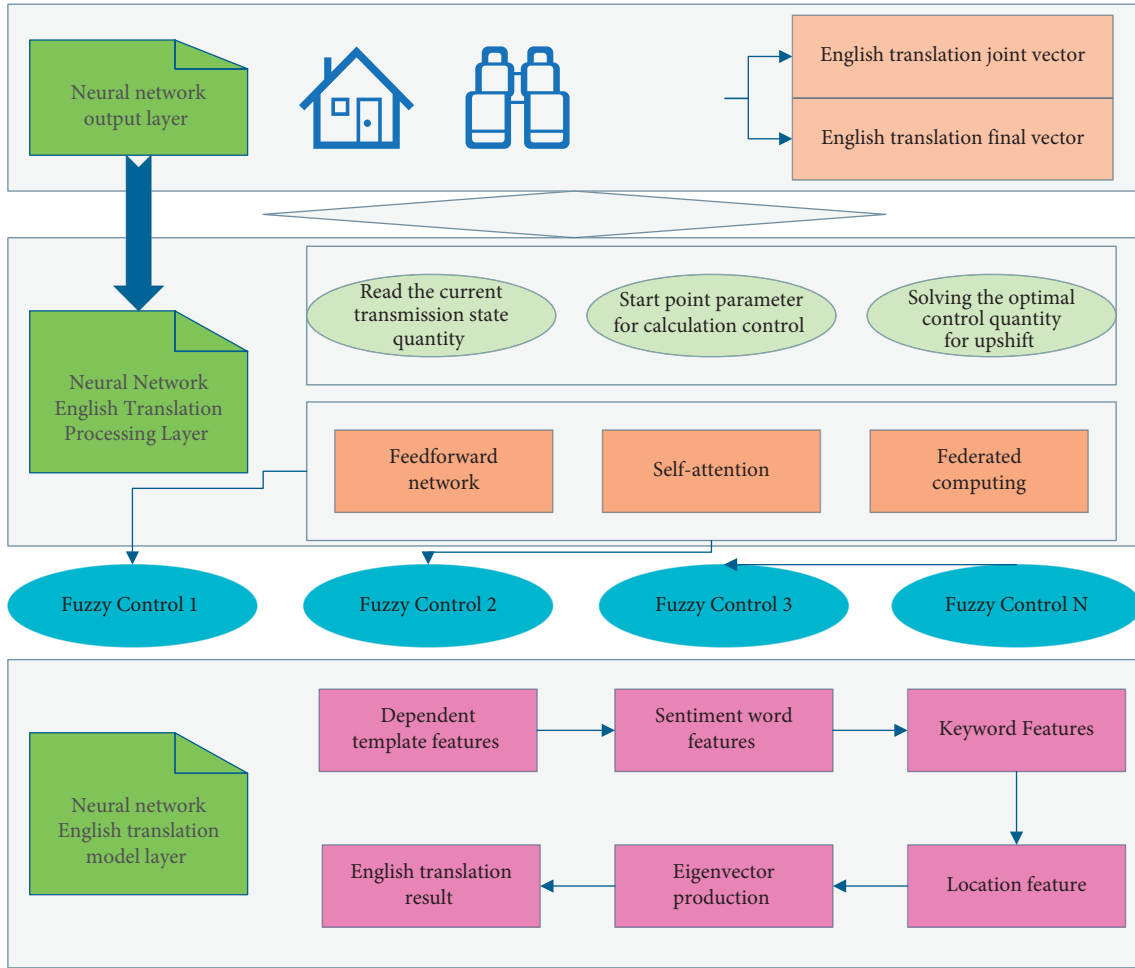 Neural network
output layer
English translation joint vector
English translation final vector
Read the current
transmission state
quantity
Start point parameter
for calculation control
Solving the optimal
control quantity
for upshift
Neural Network
English Translation
Processing Layer
Feedforward
network
Self-attention
Federated
computing
Fuzzy Control 1
Fuzzy Control 2
Fuzzy Control 3
Fuzzy Control N
Dependent
template features
Sentiment word
features
Keyword Features
Neural network
English translation
model layer
English translation
result
Eigenvector
production
Location feature